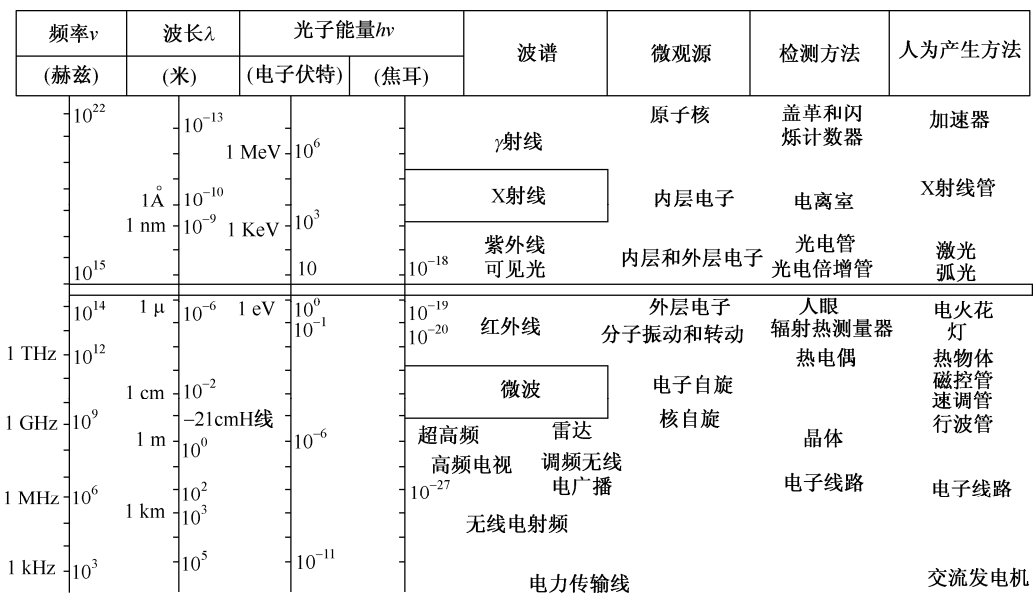 频率ν 波长λ 光子能量hν 波谱 微观源 检测方法 人为产生方法
(赫兹) (米) (电子伏特) (焦耳)
10²² 原子核 盖革和闪 加速器
10⁻¹³ 烁计数器
γ射线
1 MeV 10⁶
1Å 10⁻¹⁰ X射线 内层电子 电离室 X射线管
1 nm 10⁻⁹ 1 KeV 10³
紫外线 光电管 激光
内层和外层电子
10¹⁵ 10 10⁻¹⁸ 可见光 光电倍增管 弧光
10¹⁴ 1 μ 10⁻⁶ 1 eV 10⁰ 10⁻¹⁹ 外层电子 人眼 电火花
10⁻¹ 10⁻²⁰ 红外线 分子振动和转动 辐射热测量器 灯
1 THz 10¹² 热电偶 热物体
1 cm 10⁻² 微波 电子自旋 磁控管
速调管
1 GHz 10⁹ –21cmH线 核自旋 行波管
1 m 10⁰ 10⁻⁶ 超高频 雷达 晶体
高频电视 调频无线
1 MHz 10⁶ 10² 10⁻²⁷ 电广播 电子线路 电子线路
1 km 10³ 无线电射频
1 kHz 10³ 10⁵ 10⁻¹¹ 电力传输线 交流发电机